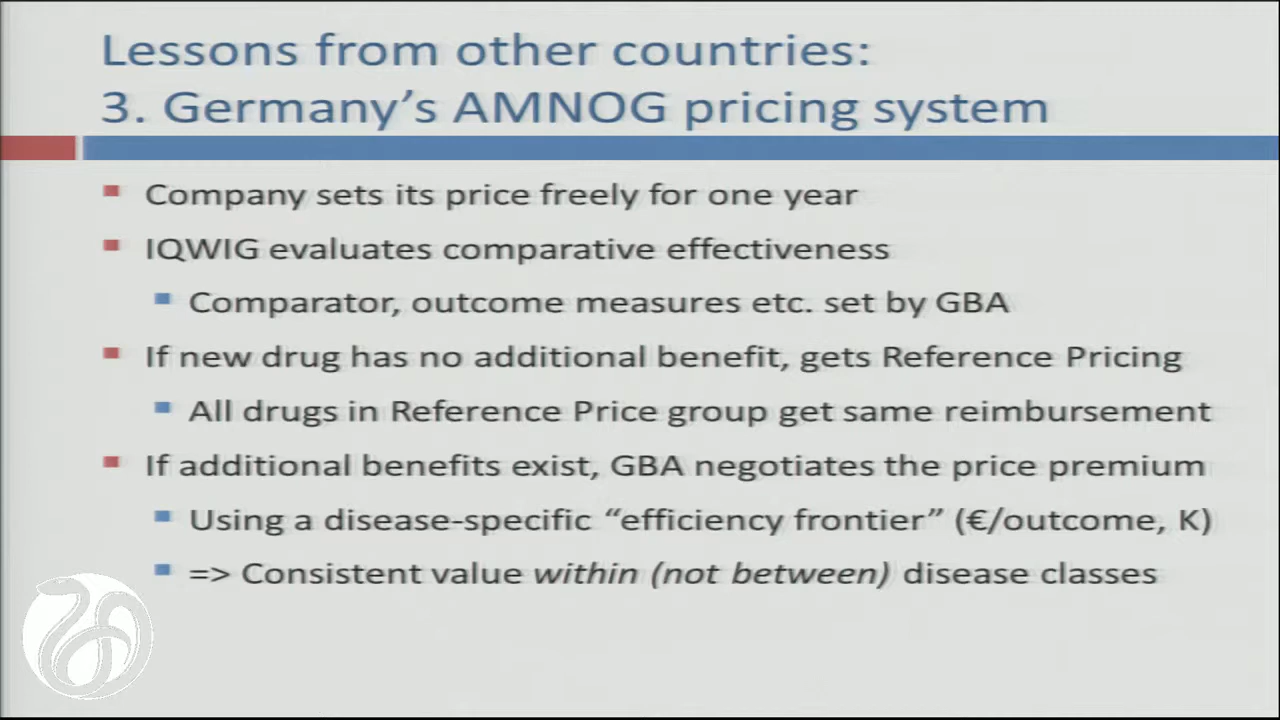 Lessons from other countries:
3. Germany's AMNOG pricing system
Company sets its price freely for one year
IQWIG evaluates comparative effectiveness
Comparator, outcome measures etc. set by GBA
If new drug has no additional benefit, gets Reference Pricing
All drugs in Reference Price group get same reimbursement
If additional benefits exist, GBA negotiates the price premium
Using a disease-specific “efficiency frontier” (€/outcome, K)
=> Consistent value within (not between) disease classes